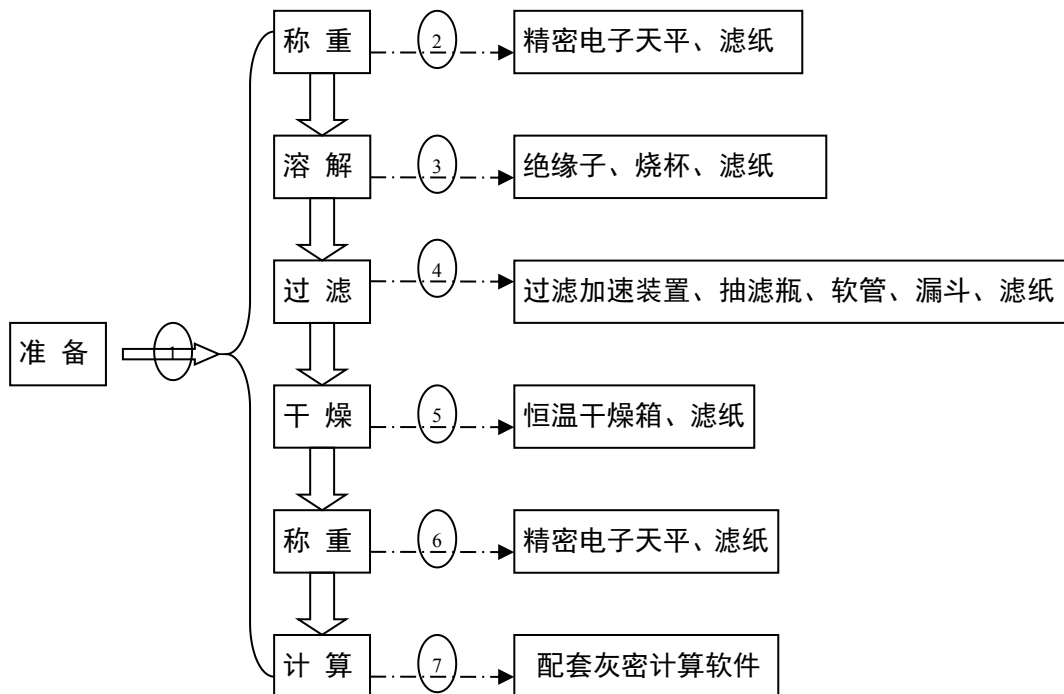 称 重
2
精密电子天平、滤纸
溶 解
3
绝缘子、烧杯、滤纸
过 滤
4
过滤加速装置、抽滤瓶、软管、漏斗、滤纸
准 备
1
干 燥
5
恒温干燥箱、滤纸
称 重
6
精密电子天平、滤纸
计 算
7
配套灰密计算软件